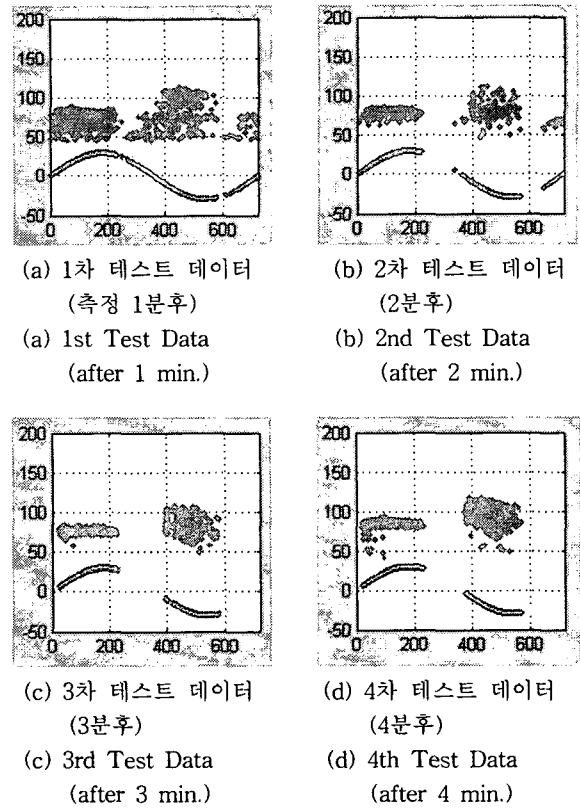 200
150
100
50
0
-50
0 200 400 600
(a) 1차 테스트 데이터
(측정 1분후)
(a) 1st Test Data
(after 1 min.)
200
150
100
50
0
-50
0 200 400 600
(b) 2차 테스트 데이터
(2분후)
(b) 2nd Test Data
(after 2 min.)
200
150
100
50
0
-50
0 200 400 600
(c) 3차 테스트 데이터
(3분후)
(c) 3rd Test Data
(after 3 min.)
200
150
100
50
0
-50
0 200 400 600
(d) 4차 테스트 데이터
(4분후)
(d) 4th Test Data
(after 4 min.)